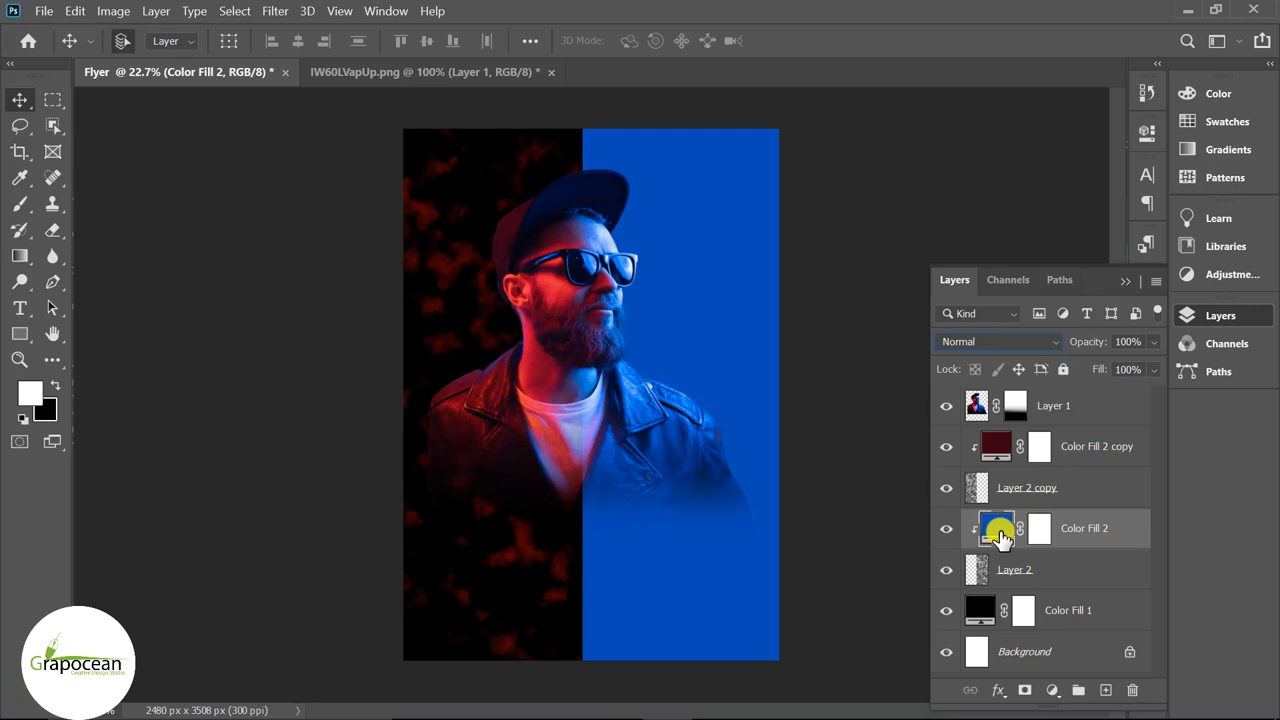 Ps File Edit Image Layer Type Select Filter 3D View Window Help
Layer 3D Mode:
Flyer @ 22.7% (Color Fill 2, RGB/8) * × IW60LVapUp.png @ 100% (Layer 1, RGB/8) * ×
Color
Swatches
Gradients
Patterns
Learn
Libraries
Adjustme...
Layers
Channels
Paths
Layers Channels Paths
Kind
Normal Opacity: 100%
Lock: Fill: 100%
Layer 1
Color Fill 2 copy
Layer 2 copy
Color Fill 2
Layer 2
Color Fill 1
Background
fx
Grapocean
Creative Design Studio
2480 px x 3508 px (300 ppi)